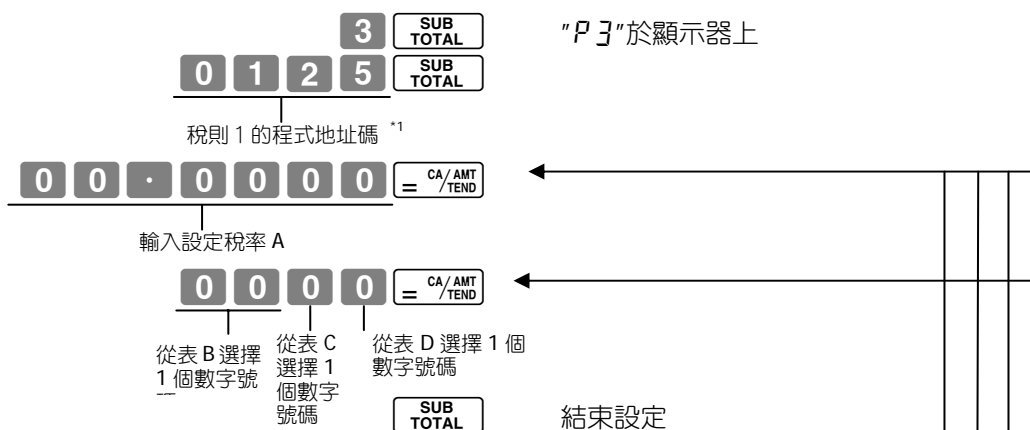 3 SUB TOTAL "P 3"於顯示器上
0 1 2 5 SUB TOTAL
稅則 1 的程式地址碼 *1
0 0 · 0 0 0 0 = CA/AMT TEND
輸入設定稅率 A
0 0 0 0 = CA/AMT TEND
從表 B 選擇
1 個數字號
從表 C
選擇 1
個數字
號碼
從表 D 選擇 1 個
數字號碼
SUB TOTAL 結束設定